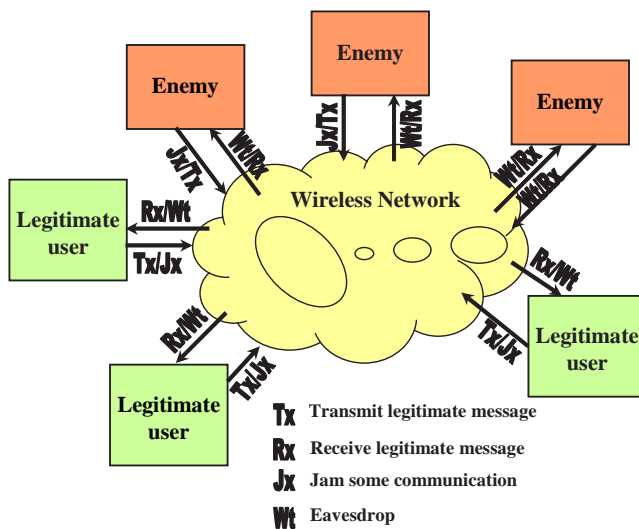 Enemy
Enemy
Enemy
Jx/Tx
Wt/Rx
Jx/Tx
Wt/Rx
Wt/Rx
Wt/Rx
Wireless Network
Legitimate
user
Rx/Wt
Tx/Jx
Rx/Wt
Legitimate
user
Tx/Jx
Rx/Wt
Tx/Jx
Legitimate
user
Tx Transmit legitimate message
Rx Receive legitimate message
Jx Jam some communication
Wt Eavesdrop